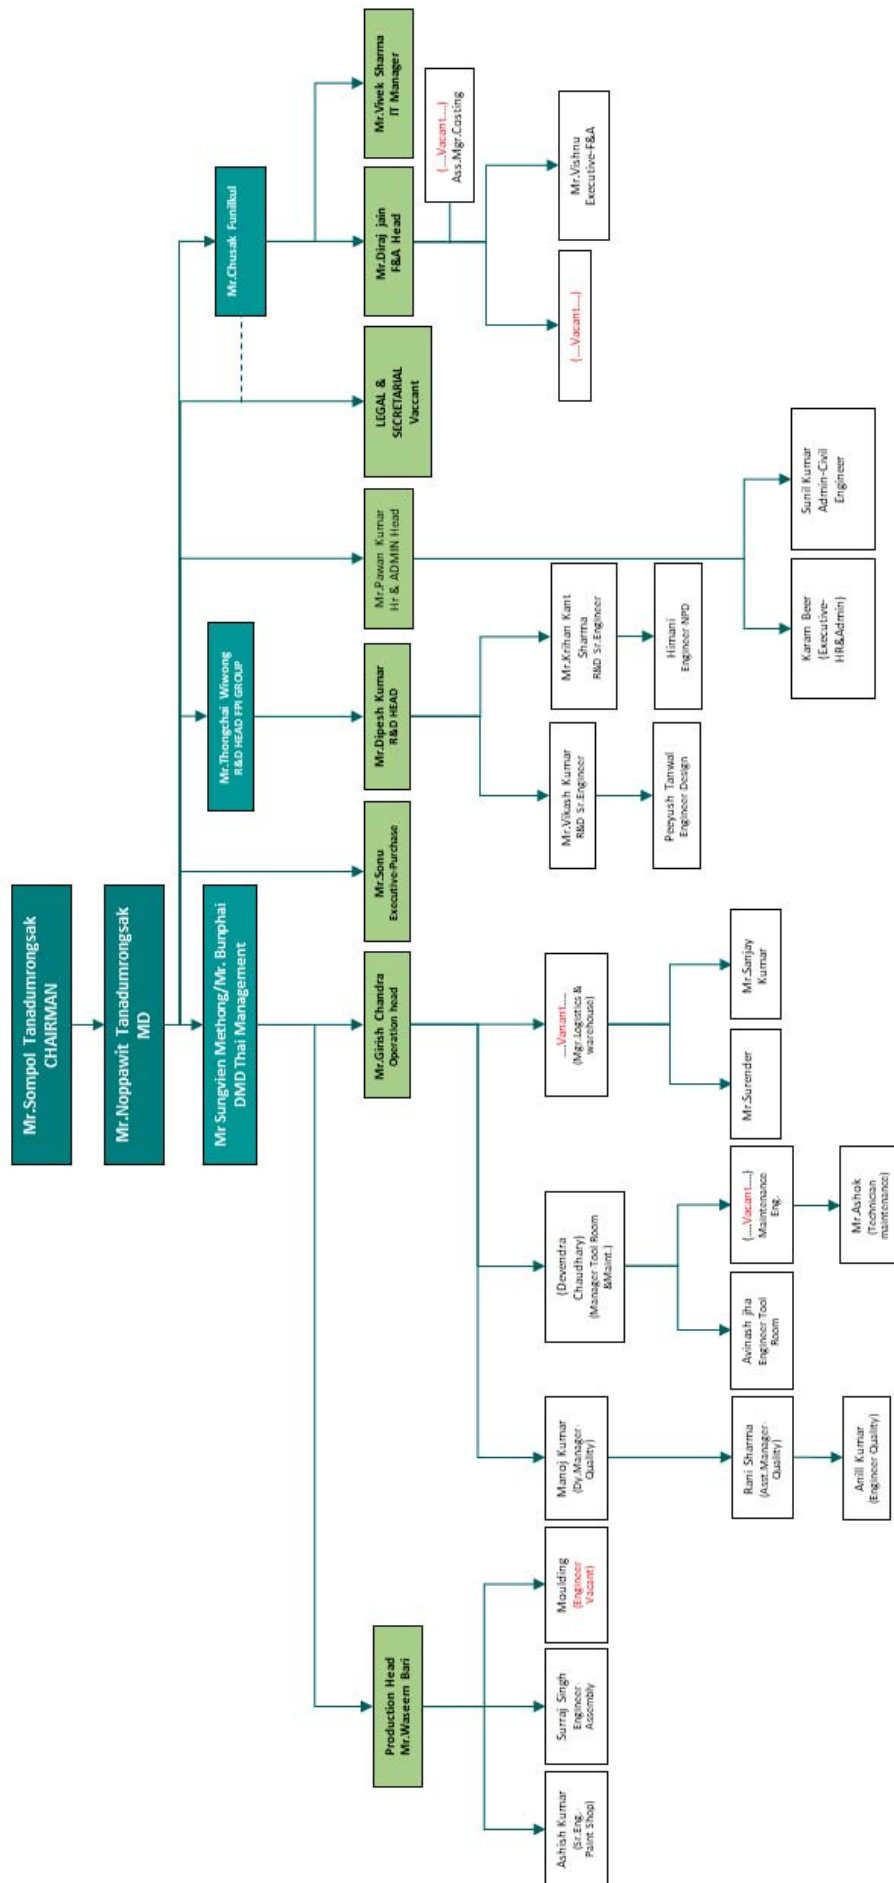 Mr.Sompol Tanadumrongsak
CHAIRMAN
Mr.Noppawit Tanadumrongsak
MD
Mr Sungvien Methong/Mr. Bunphai
DMD Thai Management
Mr.Thongchai Wiwong
R&D HEAD FPI GROUP
Mr.Chusak Funilkul
Production Head
Mr.Waseem Bari
Mr.Girish Chandra
Operation head
Mr.Sonu
Executive-Purchase
Mr.Dipesh Kumar
R&D HEAD
Mr.Pawan Kumar
Hr & ADMIN Head
LEGAL &
SECRETARIAL
Vaccant
Mr.Diraj jain
F&A Head
Mr.Vivek Sharma
IT Manager
(....Vacant....)
Ass.Mgr.Costing
Ashish Kumar
(Sr.Eng.-
Paint Shop)
Surraj Singh
Engineer-
Assembly
Moulding
(Engineer
Vacant)
Manoj Kumar
(Dy.Manager-
Quality)
(Devendra
Chaudhary)
(Manager-Tool Room
&Maint.)
....Vanant....
(Mgr.Logistics &
warehouse)
Mr.Vikash Kumar
R&D Sr.Engineer
Mr.Krihan Kant
Sharma
R&D Sr.Engineer
(....Vacant....)
Mr.Vishnu
Executive-F&A
Peeyush Tanwal
Engineer Design
Himani
Engineer-NPD
Rani Sharma
(Asst.Manager-
Quality)
Avinash jha
Engineer Tool
Room
(....Vacant....)
Maintenance
Eng.
Mr.Surender
Mr.Sanjay
Kumar
Karam Beer
(Executive-
HR&Admin)
Sunil Kumar
Admin-Civil
Engineer
Anill Kumar
(Engineer Quality)
Mr.Ashok
(Technician-
maintenance)